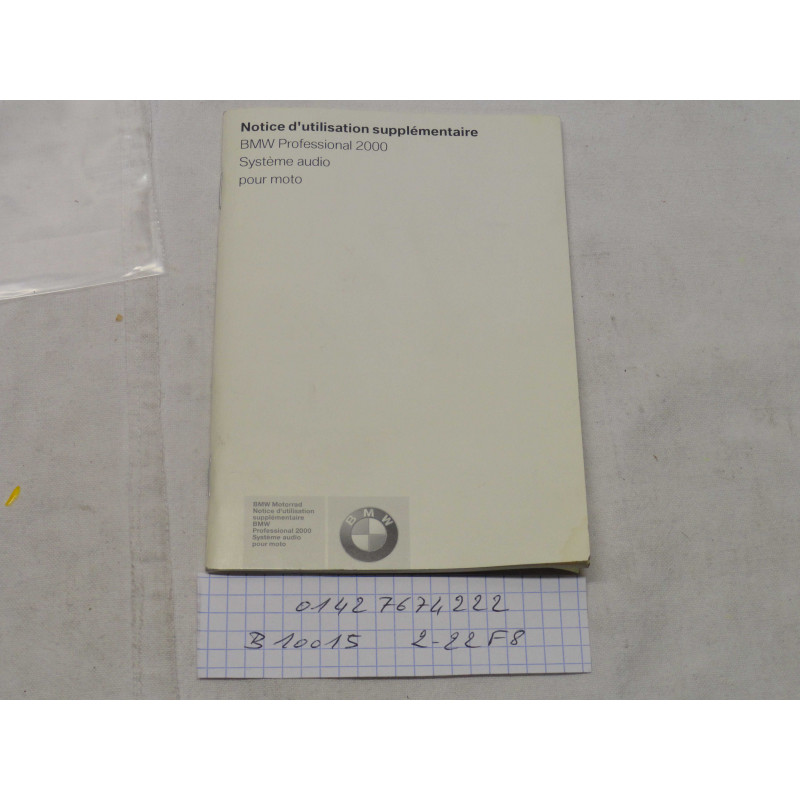 Notice d'utilisation supplémentaire
BMW Professional 2000
Système audio
pour moto
BMW Motorrad
Notice d'utilisation
supplémentaire
BMW
Professional 2000
Système audio
pour moto
BMW
01427674222
B10015 2-22F8